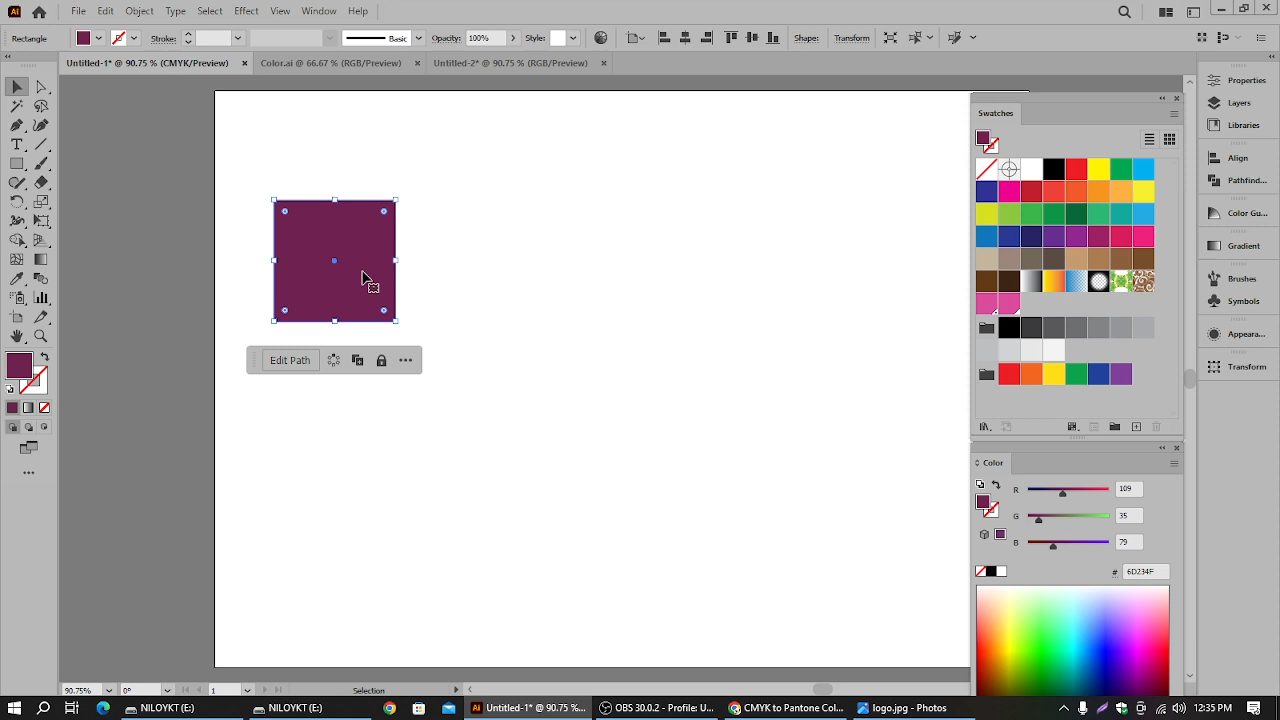 Ai File Edit Object Type Select Effect View Window Help
Rectangle Strokes: Basic Opacity: 100% Style: Shape: Transform
Untitled-1* @ 90.75 % (CMYK/Preview) × Color.ai @ 66.67 % (RGB/Preview) × Untitled-2* @ 90.75 % (RGB/Preview) ×
Properties
Swatches
Layers
Libraries
Align
Pathfind...
Color Gu...
Gradient
Brushes
Symbols
Appeara...
Transform
Edit Path
Color
R 109
G 35
B 79
# 6D234F
90.75% 0° 1 Selection
NILOYKT (E:) NILOYKT (E:) Ai Untitled-1* @ 90.75 %... OBS 30.0.2 - Profile: U... CMYK to Pantone Col... logo.jpg - Photos 12:35 PM